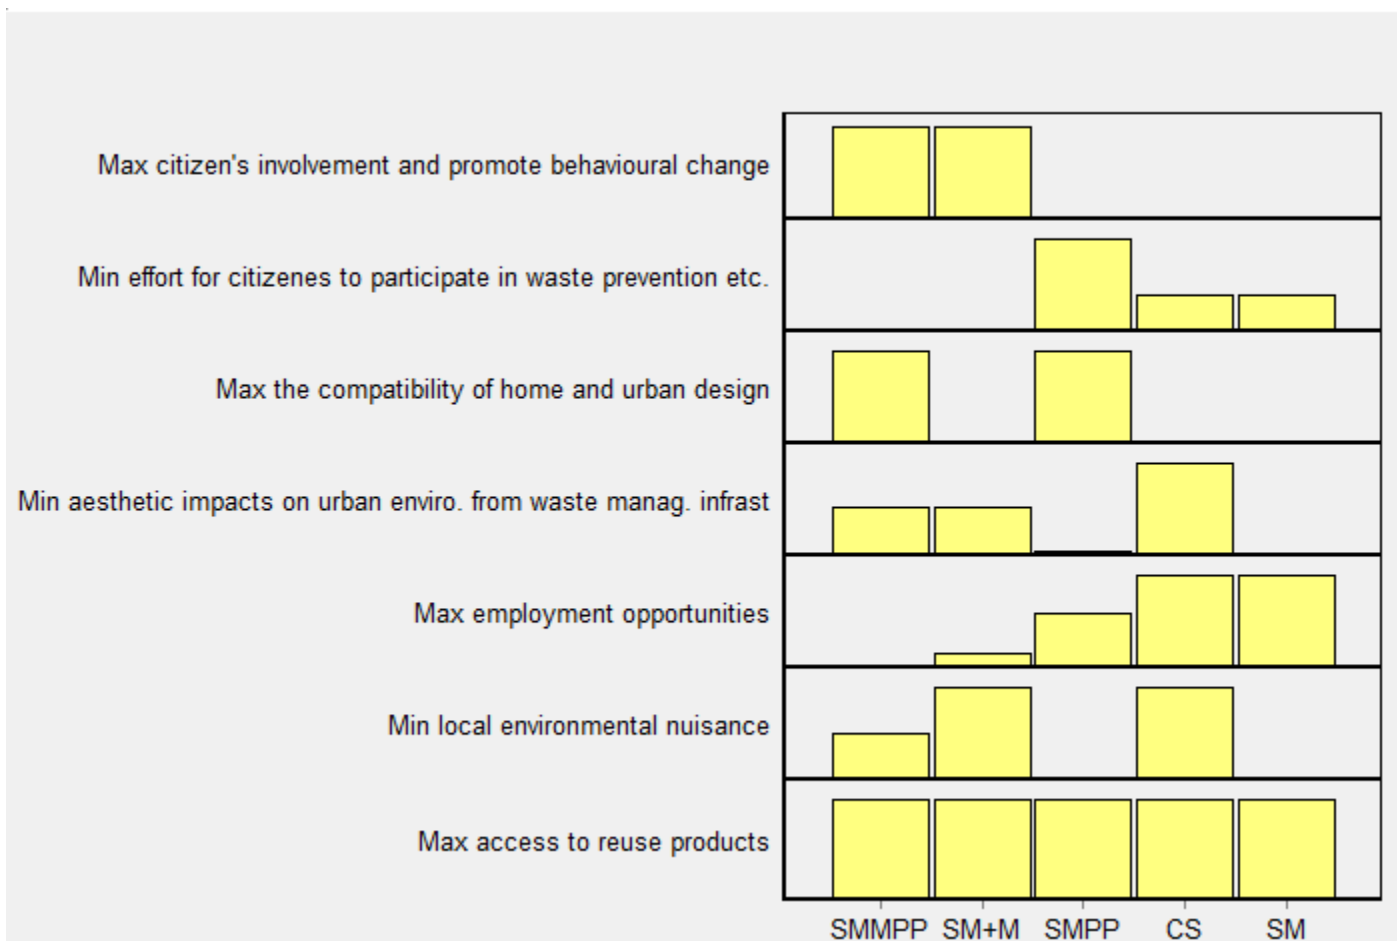 Max citizen's involvement and promote behavioural change
Min effort for citizenes to participate in waste prevention etc.
Max the compatibility of home and urban design
Min aesthetic impacts on urban enviro. from waste manag. infrast
Max employment opportunities
Min local environmental nuisance
Max access to reuse products
SMMPP SM+M SMPP CS SM